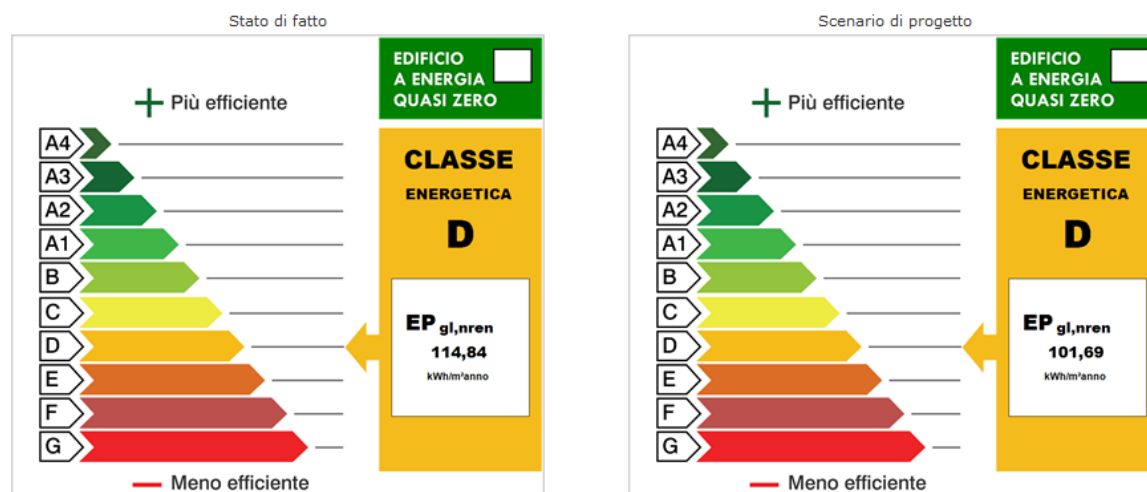 Stato di fatto
EDIFICIO
A ENERGIA
QUASI ZERO
Più efficiente
A4
A3
A2
A1
B
C
D
E
F
G
CLASSE
ENERGETICA
D
EP gl,nren
114,84
kWh/m²anno
Meno efficiente
Scenario di progetto
EDIFICIO
A ENERGIA
QUASI ZERO
Più efficiente
A4
A3
A2
A1
B
C
D
E
F
G
CLASSE
ENERGETICA
D
EP gl,nren
101,69
kWh/m²anno
Meno efficiente